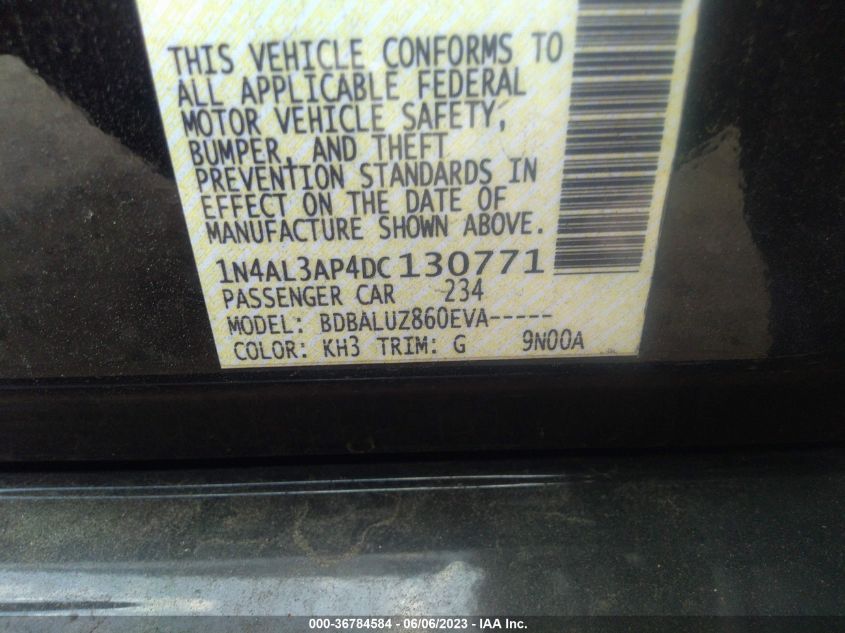 THIS VEHICLE CONFORMS TO
ALL APPLICABLE FEDERAL
MOTOR VEHICLE SAFETY,
BUMPER, AND THEFT
PREVENTION STANDARDS IN
EFFECT ON THE DATE OF
MANUFACTURE SHOWN ABOVE.
1N4AL3AP4DC130771
PASSENGER CAR 234
MODEL: BDBALUZ860EVA-----
COLOR: KH3 TRIM: G 9N00A
000-36784584 - 06/06/2023 - IAA Inc.